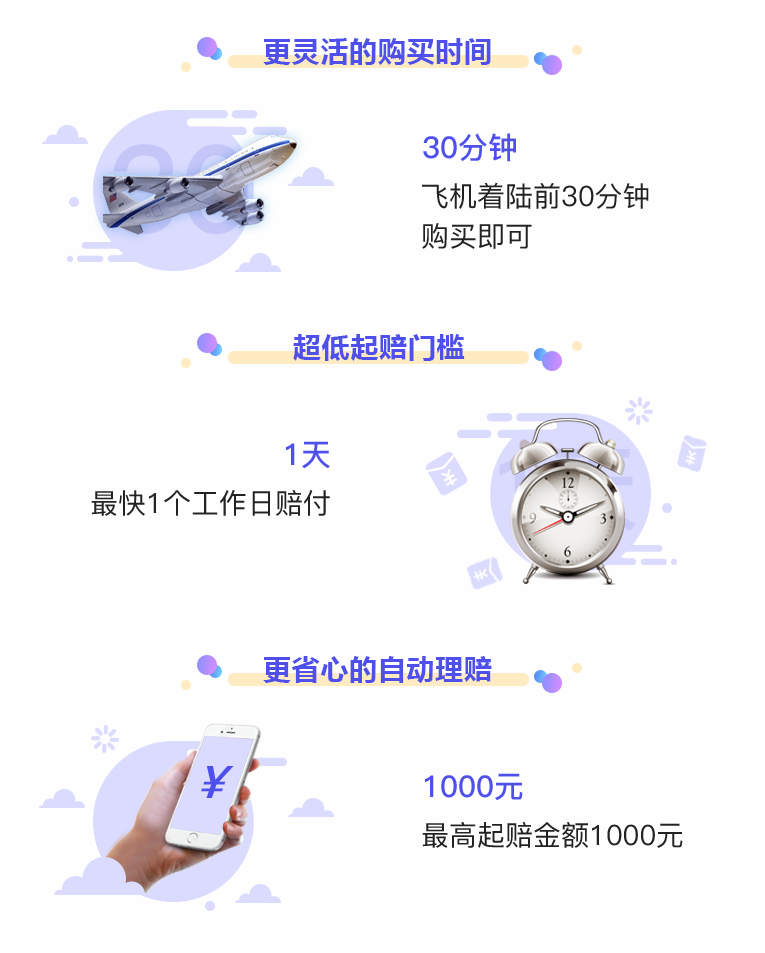 更灵活的购买时间
30分钟
飞机着陆前30分钟
购买即可
超低起赔门槛
1天
最快1个工作日赔付
12
9
3
6
更省心的自动理赔
¥
1000元
最高起赔金额1000元